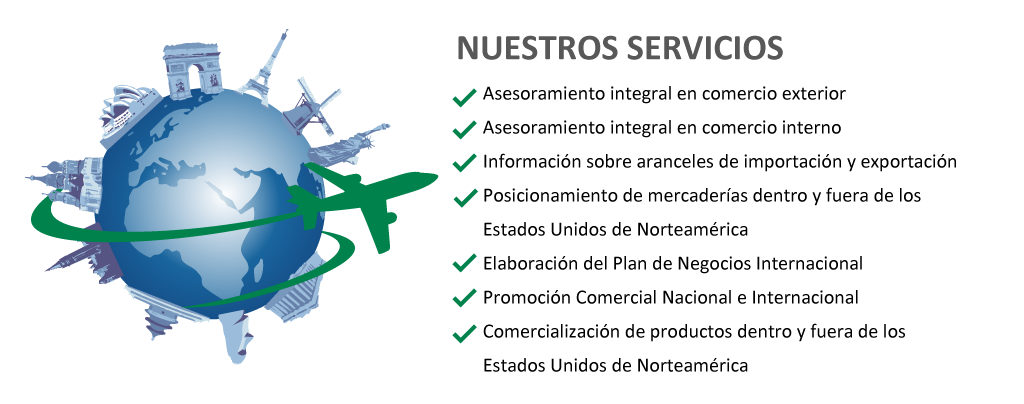 NUESTROS SERVICIOS
Asesoramiento integral en comercio exterior
Asesoramiento integral en comercio interno
Información sobre aranceles de importación y exportación
Posicionamiento de mercaderías dentro y fuera de los
Estados Unidos de Norteamérica
Elaboración del Plan de Negocios Internacional
Promoción Comercial Nacional e Internacional
Comercialización de productos dentro y fuera de los
Estados Unidos de Norteamérica